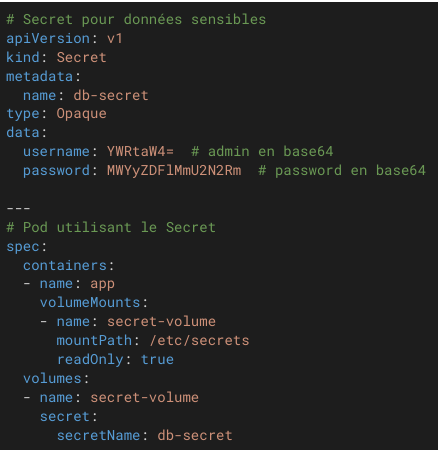 # Secret pour données sensibles
apiVersion: v1
kind: Secret
metadata:
  name: db-secret
type: Opaque
data:
  username: YWRtaW4=  # admin en base64
  password: MWYyZDFlMmU2N2Rm  # password en base64

---
# Pod utilisant le Secret
spec:
  containers:
  - name: app
    volumeMounts:
    - name: secret-volume
      mountPath: /etc/secrets
      readOnly: true
  volumes:
  - name: secret-volume
    secret:
      secretName: db-secret